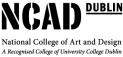 NCAD DUBLIN
National College of Art and Design
A Recognised College of University College Dublin